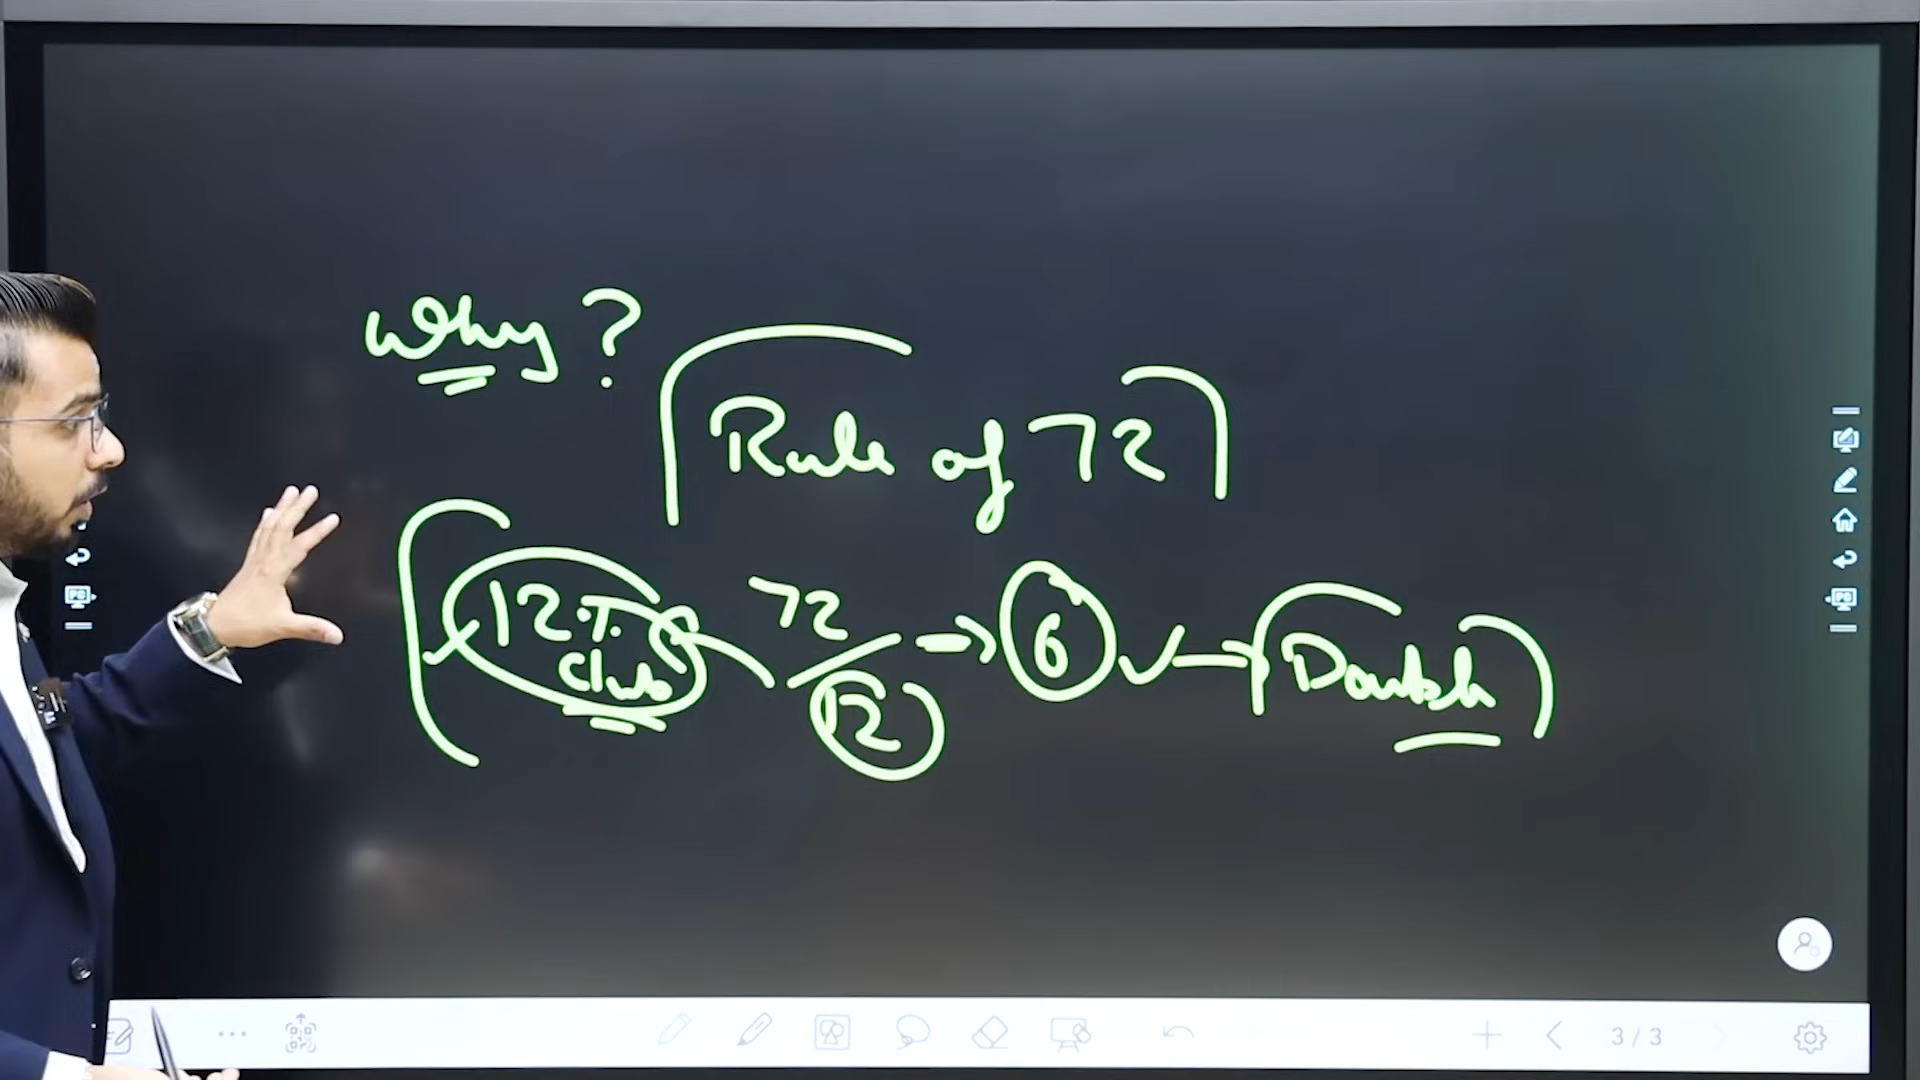 Why?
Rule of 72
12% Club 72/12 → 6 ✓ → Double
3/3